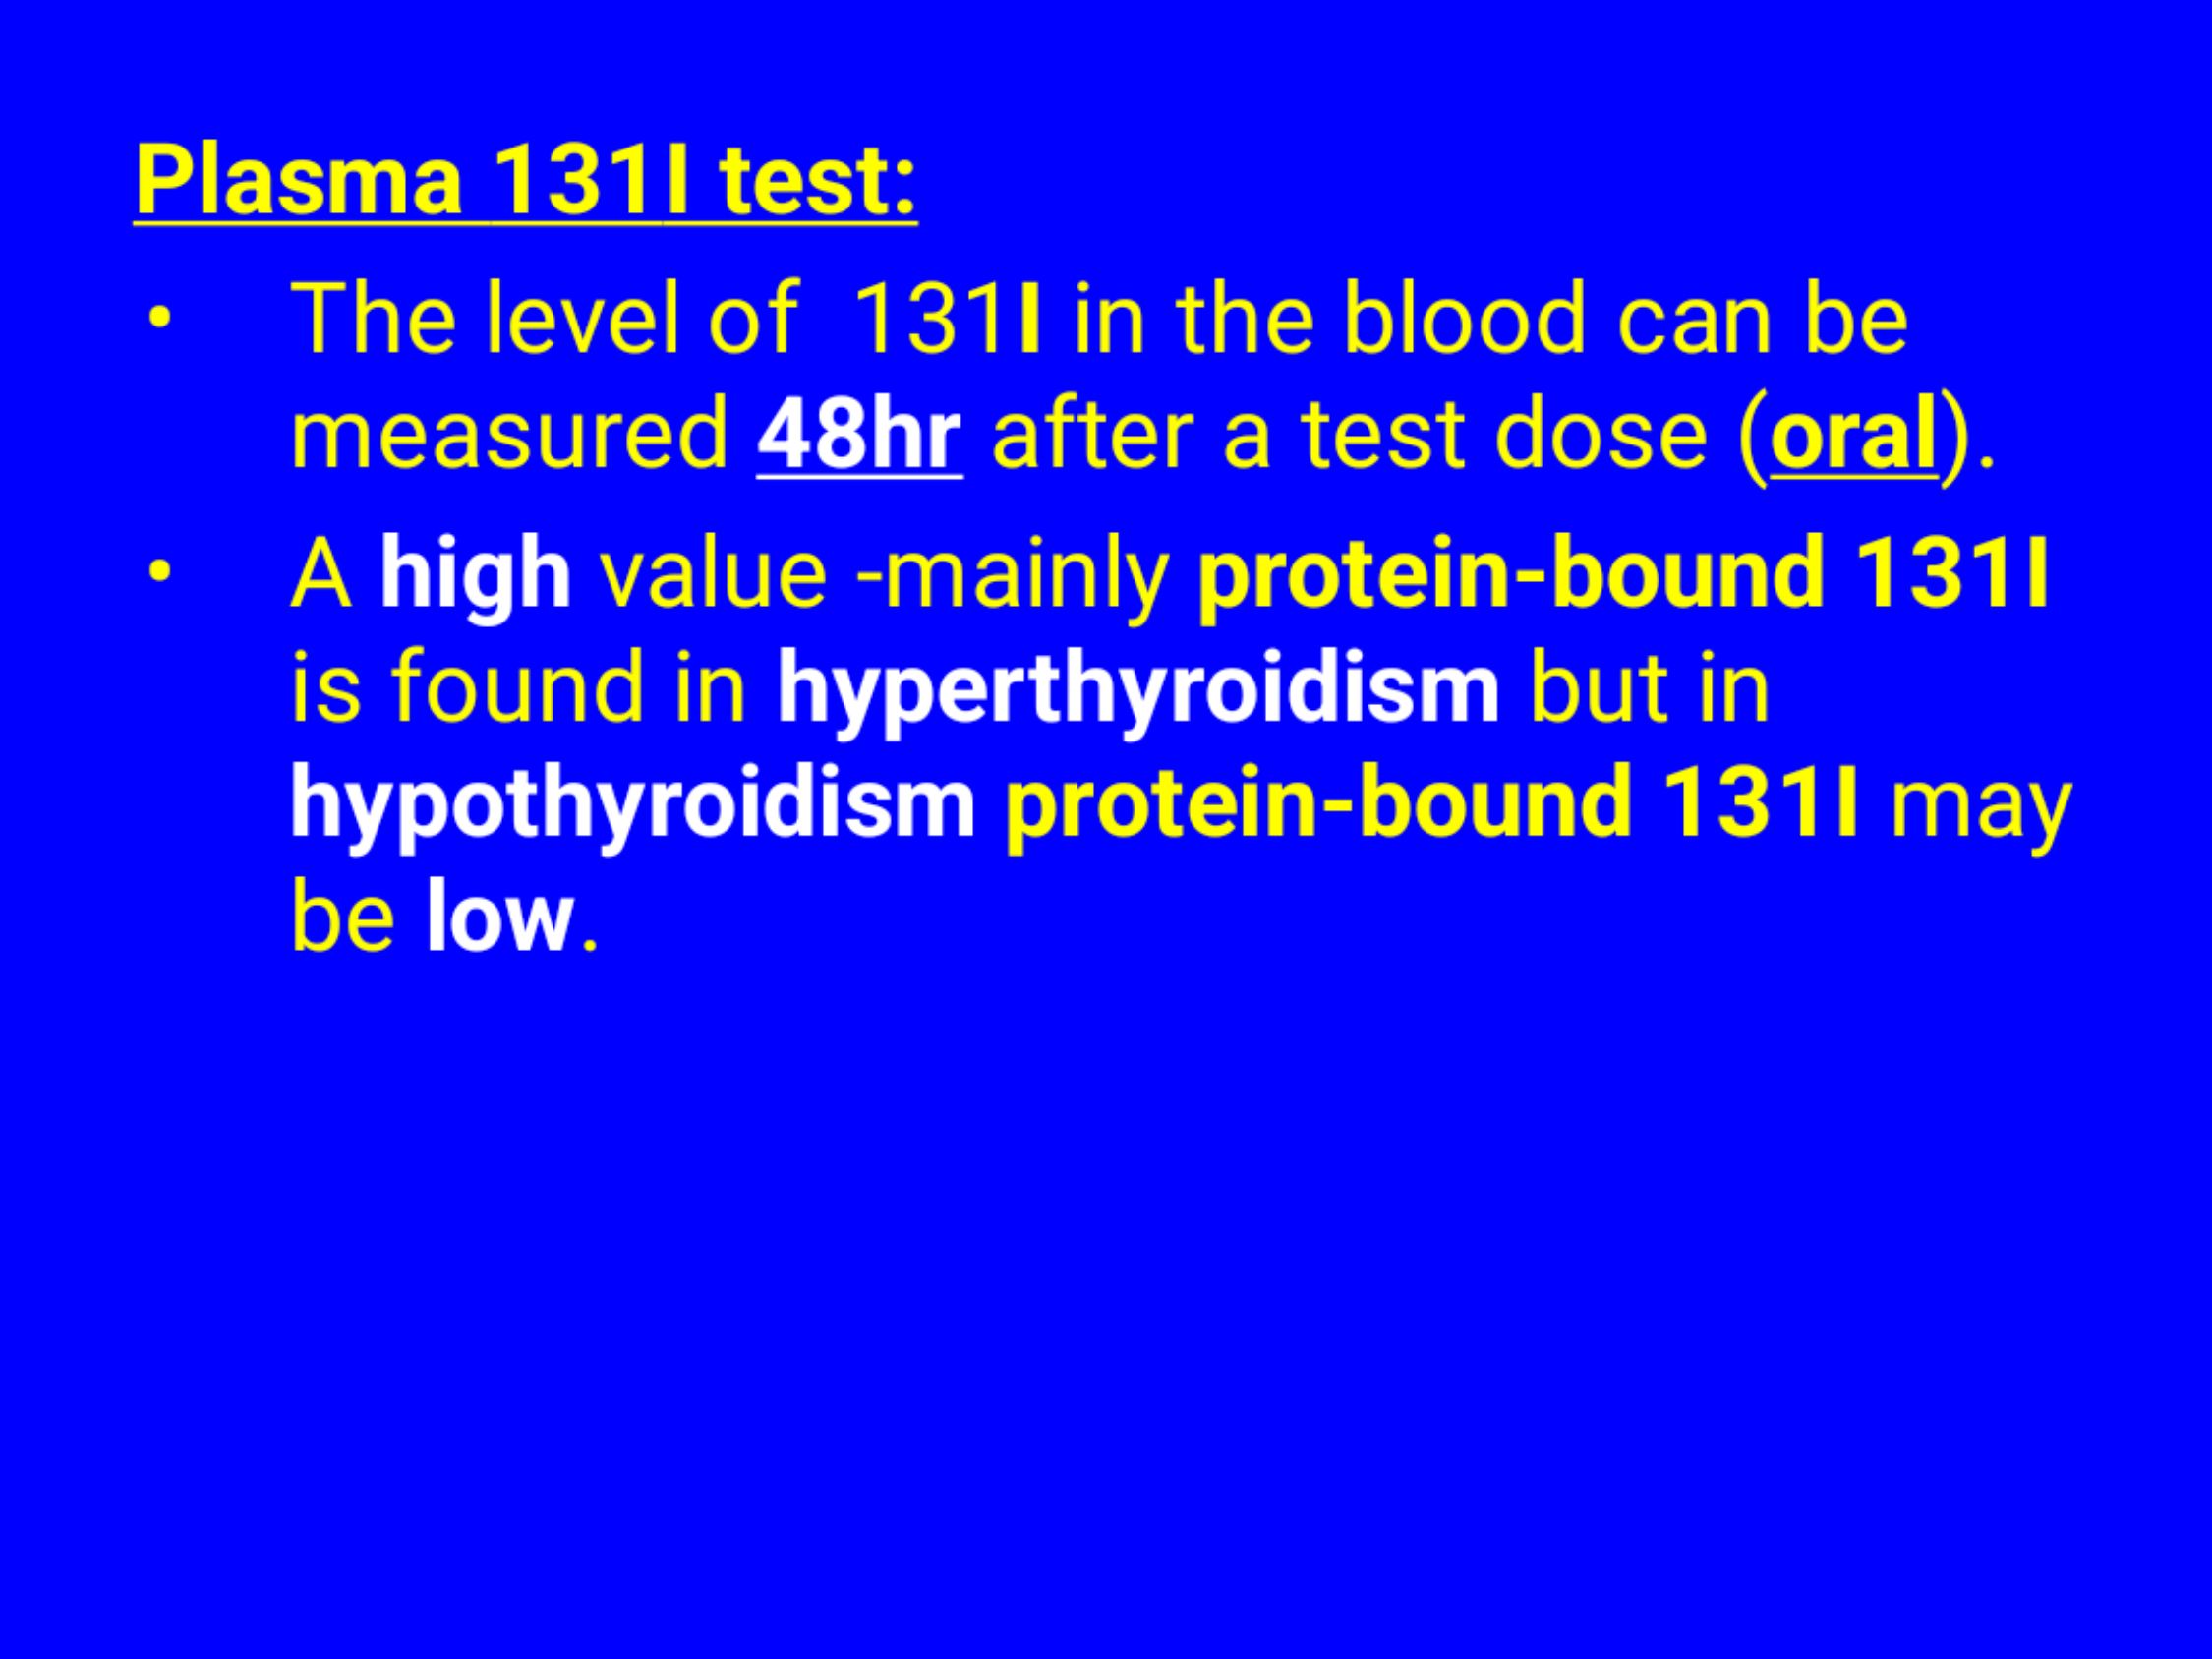 Plasma 131I test:
• The level of  131I in the blood can be
measured 48hr after a test dose (oral).
• A high value -mainly protein-bound 131I
is found in hyperthyroidism but in
hypothyroidism protein-bound 131I may
be low.